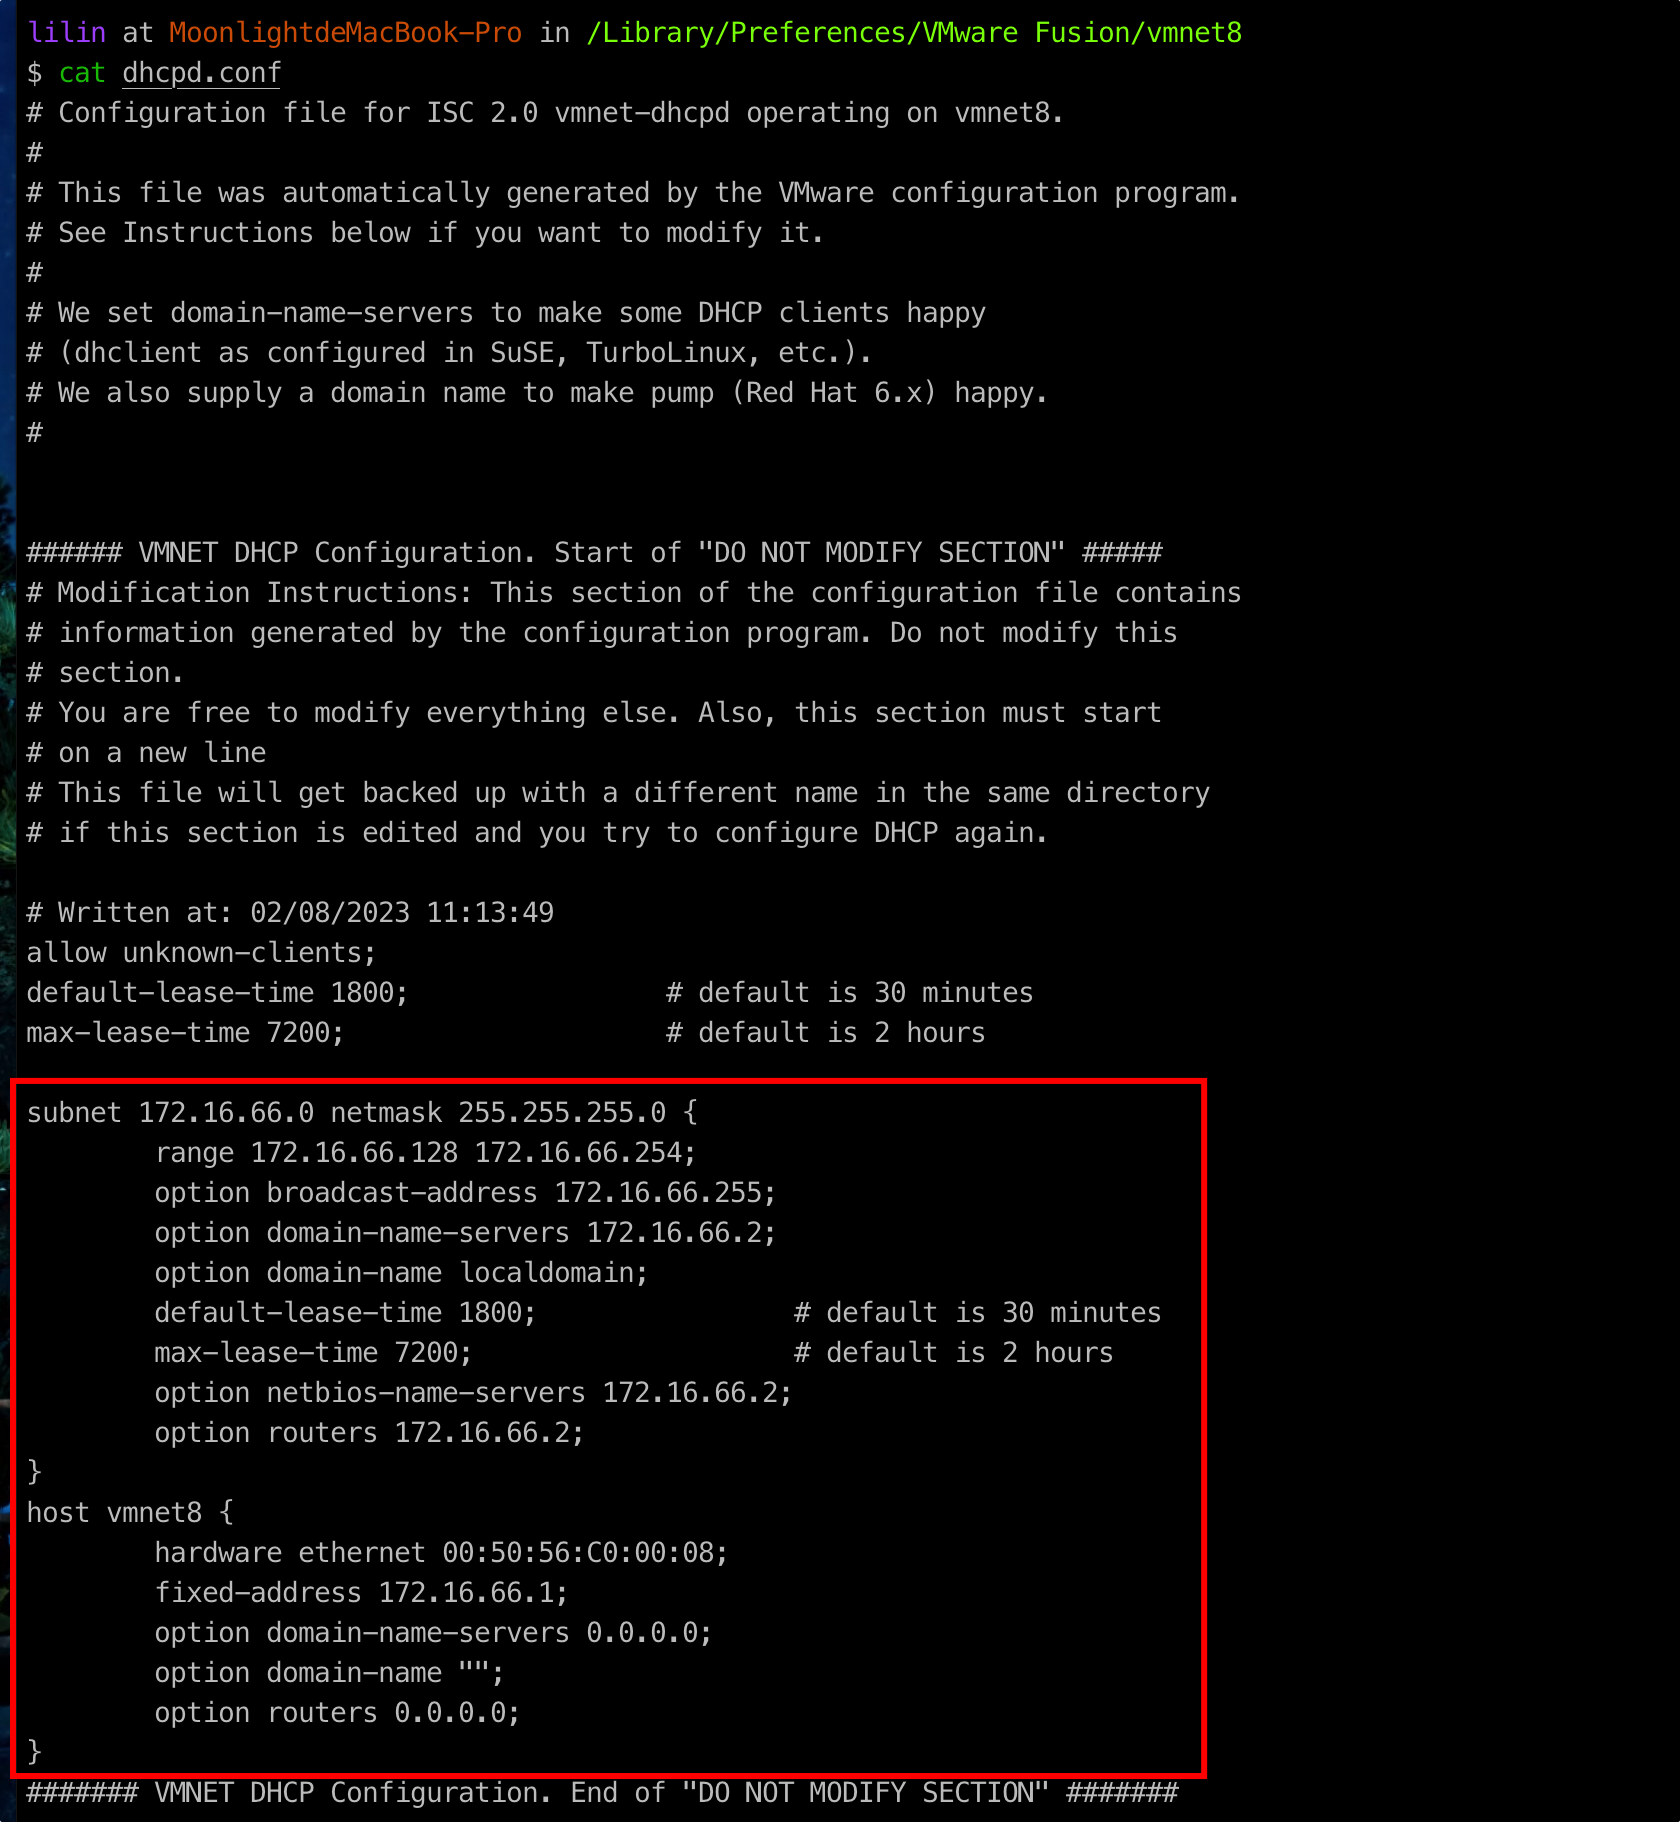 lilin at MoonlightdeMacBook-Pro in /Library/Preferences/VMware Fusion/vmnet8
$ cat dhcpd.conf
# Configuration file for ISC 2.0 vmnet-dhcpd operating on vmnet8.
#
# This file was automatically generated by the VMware configuration program.
# See Instructions below if you want to modify it.
#
# We set domain-name-servers to make some DHCP clients happy
# (dhclient as configured in SuSE, TurboLinux, etc.).
# We also supply a domain name to make pump (Red Hat 6.x) happy.
#
###### VMNET DHCP Configuration. Start of "DO NOT MODIFY SECTION" #####
# Modification Instructions: This section of the configuration file contains
# information generated by the configuration program. Do not modify this
# section.
# You are free to modify everything else. Also, this section must start
# on a new line
# This file will get backed up with a different name in the same directory
# if this section is edited and you try to configure DHCP again.
# Written at: 02/08/2023 11:13:49
allow unknown-clients;
default-lease-time 1800;                # default is 30 minutes
max-lease-time 7200;                    # default is 2 hours
subnet 172.16.66.0 netmask 255.255.255.0 {
        range 172.16.66.128 172.16.66.254;
        option broadcast-address 172.16.66.255;
        option domain-name-servers 172.16.66.2;
        option domain-name localdomain;
        default-lease-time 1800;                # default is 30 minutes
        max-lease-time 7200;                    # default is 2 hours
        option netbios-name-servers 172.16.66.2;
        option routers 172.16.66.2;
}
host vmnet8 {
        hardware ethernet 00:50:56:C0:00:08;
        fixed-address 172.16.66.1;
        option domain-name-servers 0.0.0.0;
        option domain-name "";
        option routers 0.0.0.0;
}
####### VMNET DHCP Configuration. End of "DO NOT MODIFY SECTION" #######